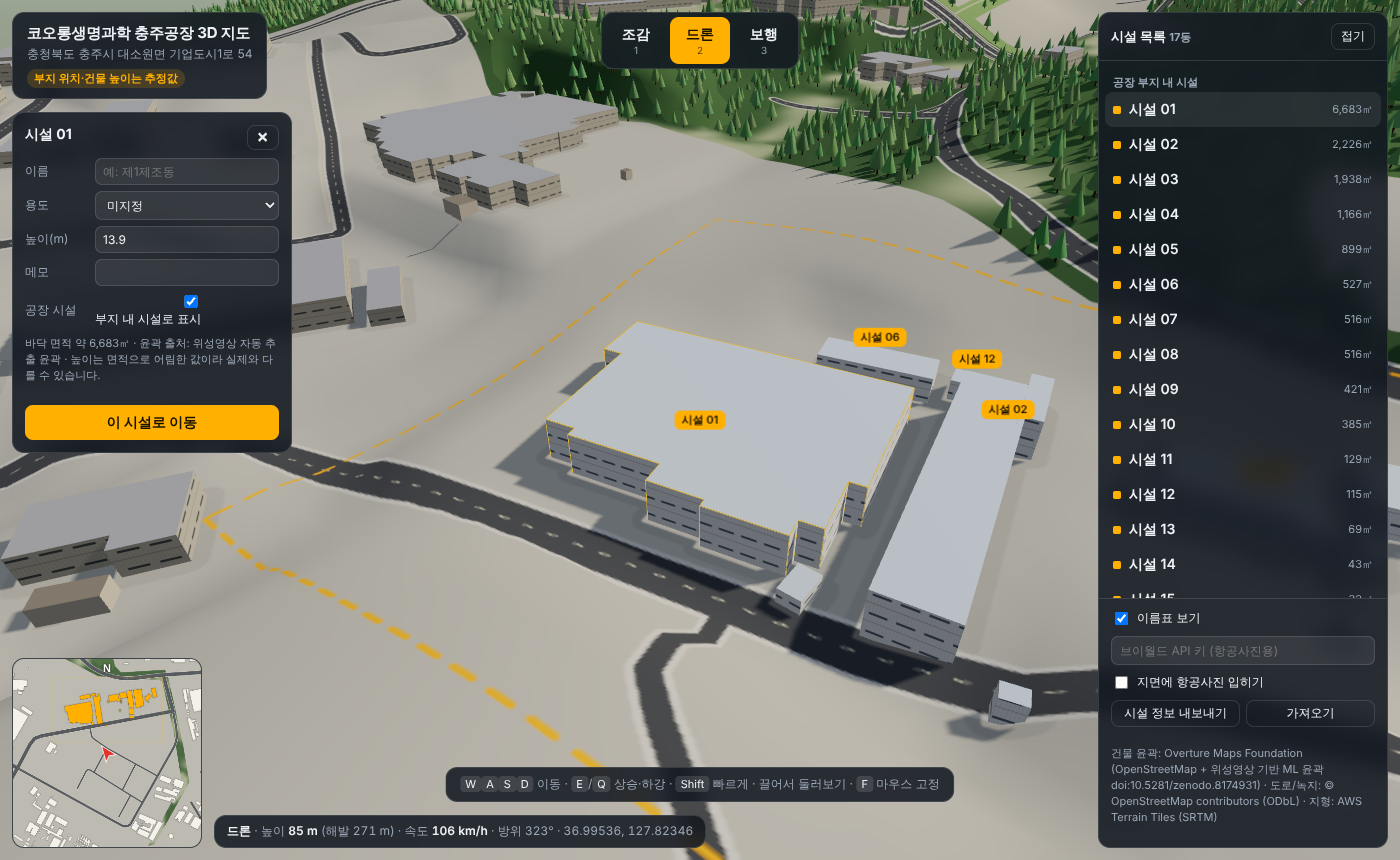 코오롱생명과학 충주공장 3D 지도
충청북도 충주시 대소원면 기업도시1로 54
부지 위치·건물 높이는 추정값
조감
1
드론
2
보행
3
시설 01
×
이름
예: 제1제조동
용도
미지정
높이(m)
13.9
메모
공장 시설
부지 내 시설로 표시
바닥 면적 약 6,683㎡ · 윤곽 출처: 위성영상 자동 추
출 윤곽 · 높이는 면적으로 어림한 값이라 실제와 다
를 수 있습니다.
이 시설로 이동
시설 06
시설 12
시설 02
시설 01
시설 목록 17동
접기
공장 부지 내 시설
시설 01 6,683㎡
시설 02 2,226㎡
시설 03 1,938㎡
시설 04 1,166㎡
시설 05 899㎡
시설 06 527㎡
시설 07 516㎡
시설 08 516㎡
시설 09 421㎡
시설 10 385㎡
시설 11 129㎡
시설 12 115㎡
시설 13 69㎡
시설 14 43㎡
이름표 보기
브이월드 API 키 (항공사진용)
지면에 항공사진 입히기
시설 정보 내보내기
가져오기
건물 윤곽: Overture Maps Foundation
(OpenStreetMap + 위성영상 기반 ML 윤곽
doi:10.5281/zenodo.8174931) · 도로/녹지: ©
OpenStreetMap contributors (ODbL) · 지형: AWS
Terrain Tiles (SRTM)
N
W A S D 이동 · E / Q 상승·하강 · Shift 빠르게 · 끌어서 둘러보기 · F 마우스 고정
드론 · 높이 85 m (해발 271 m) · 속도 106 km/h · 방위 323° · 36.99536, 127.82346